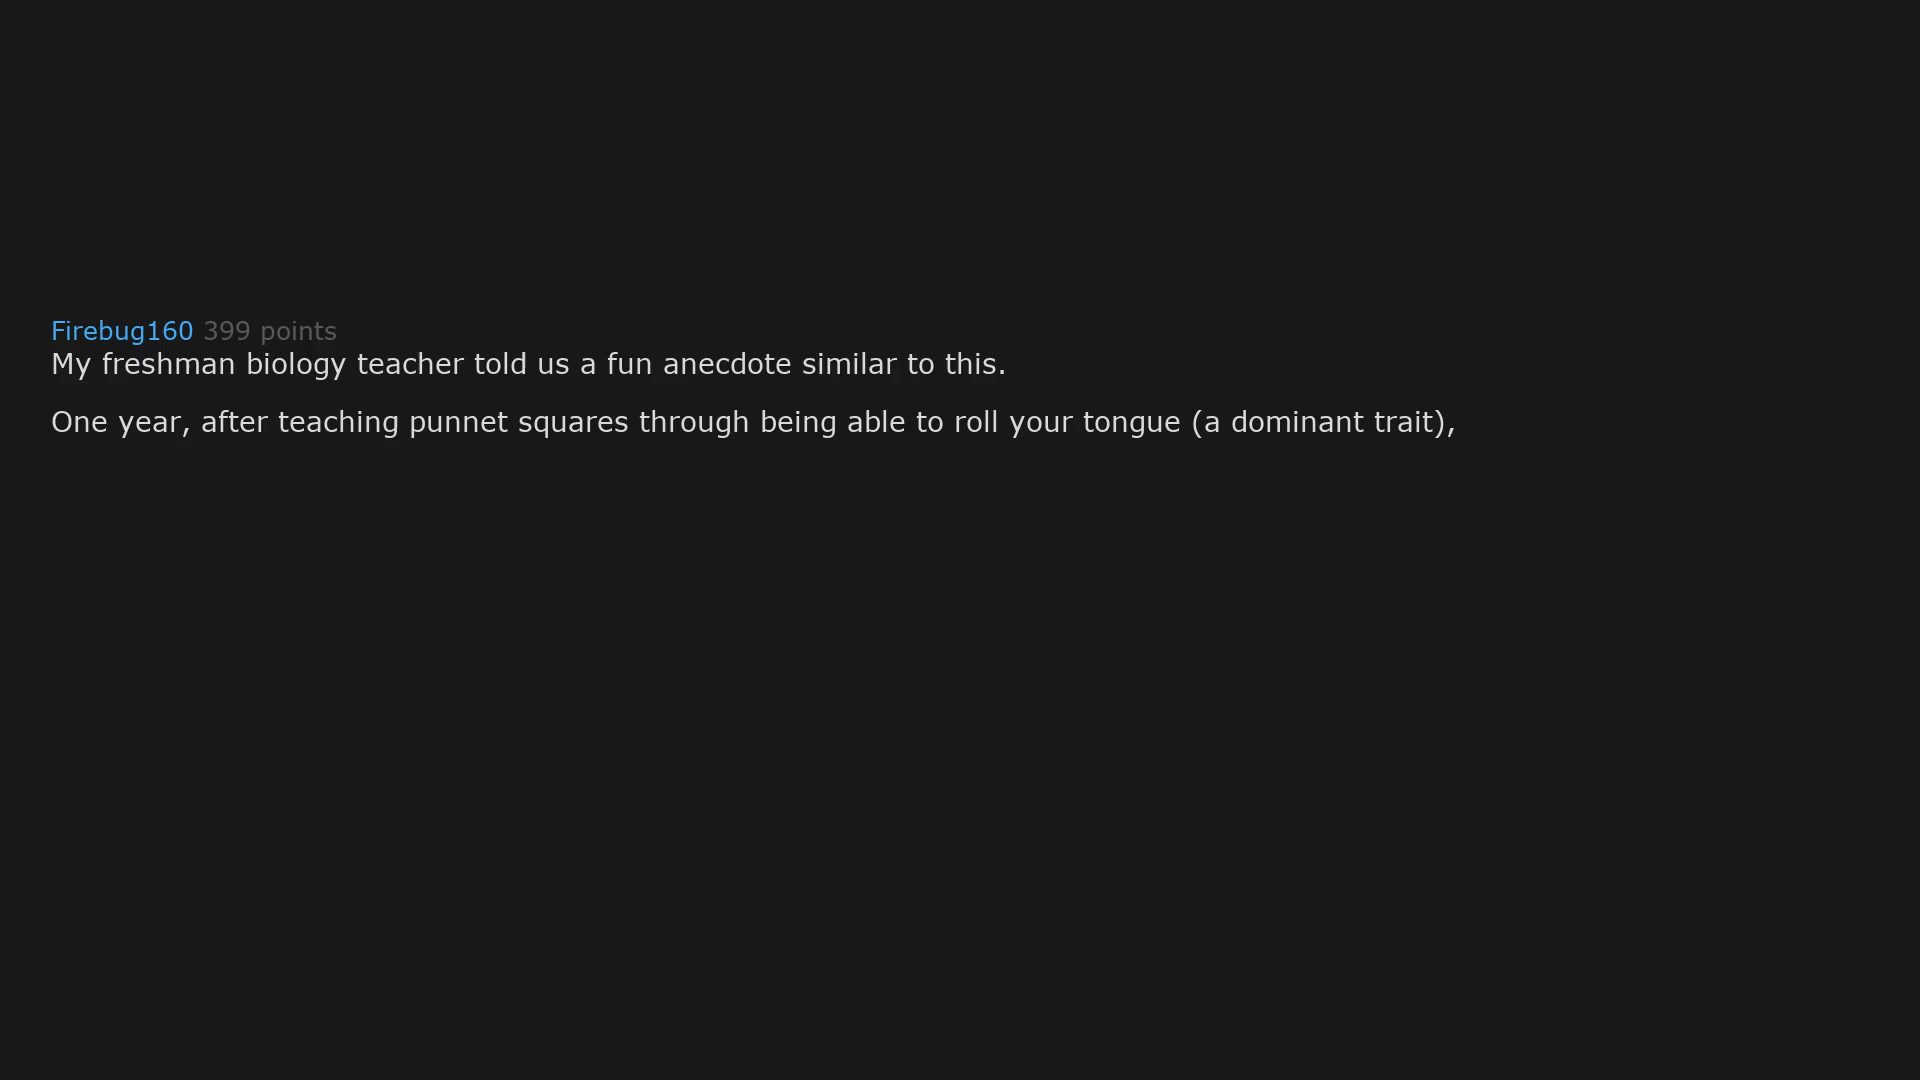 Firebug160 399 points
My freshman biology teacher told us a fun anecdote similar to this.
One year, after teaching punnet squares through being able to roll your tongue (a dominant trait),